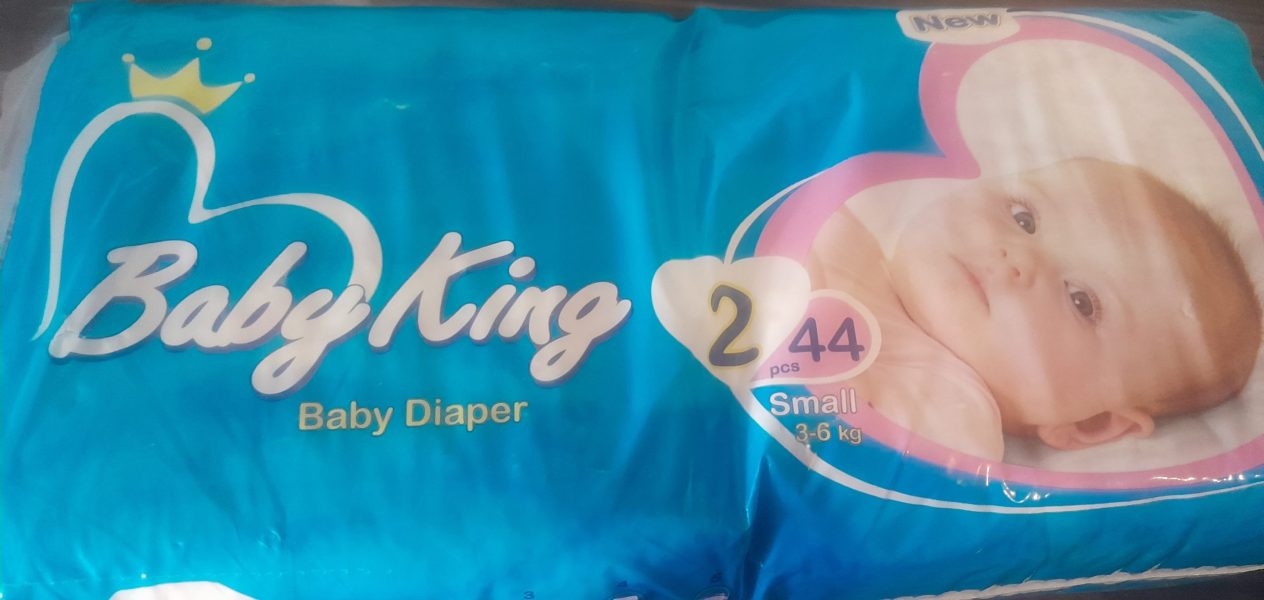 New
Baby King
Baby Diaper
2
44
pcs
Small
3-6 kg